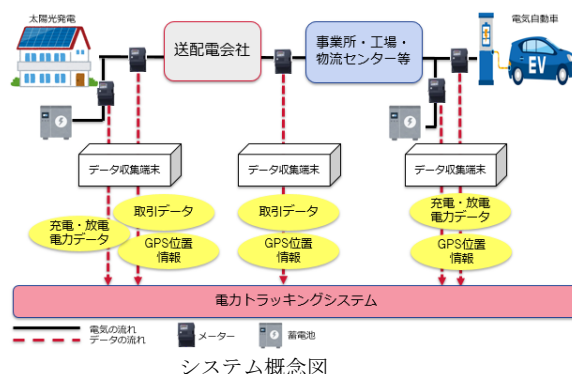 太陽光発電
送配電会社
事業所・工場・
物流センター等
電気自動車
EV
データ収集端末
データ収集端末
データ収集端末
充電・放電
電力データ
取引データ
GPS位置
情報
取引データ
GPS位置
情報
充電・放電
電力データ
GPS位置
情報
電力トラッキングシステム
電気の流れ
データの流れ
メーター
蓄電池
システム概念図